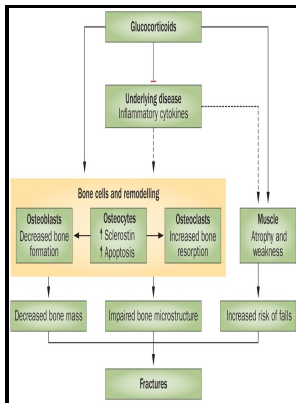 Glucocorticoids
Underlying disease
Inflammatory cytokines
Bone cells and remodelling
Osteoblasts
Decreased bone
formation
Osteocytes
↑ Sclerostin
↑ Apoptosis
Osteoclasts
Increased bone
resorption
Muscle
Atrophy and
weakness
Decreased bone mass
Impaired bone microstructure
Increased risk of falls
Fractures